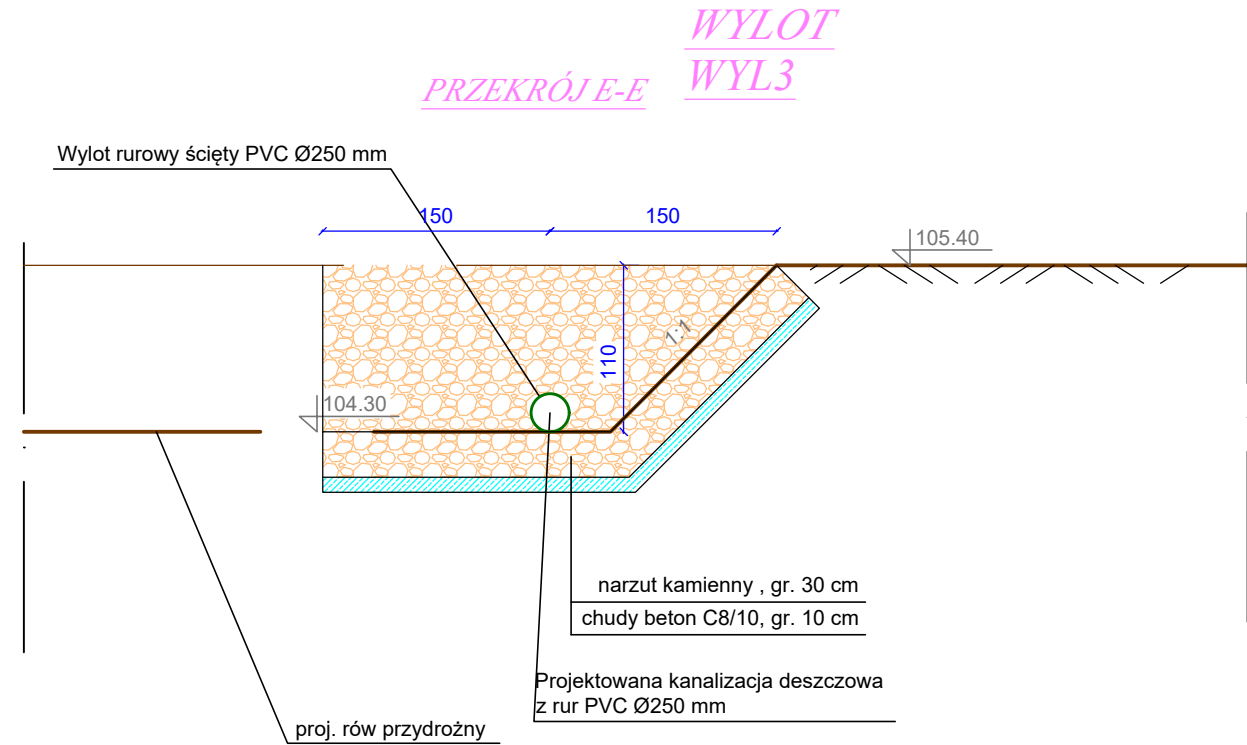 WYLOT
WYL3
PRZEKRÓJ E-E
Wylot rurowy ścięty PVC Ø250 mm
150
150
105.40
1:1
110
104.30
narzut kamienny , gr. 30 cm
chudy beton C8/10, gr. 10 cm
Projektowana kanalizacja deszczowa
z rur PVC Ø250 mm
proj. rów przydrożny